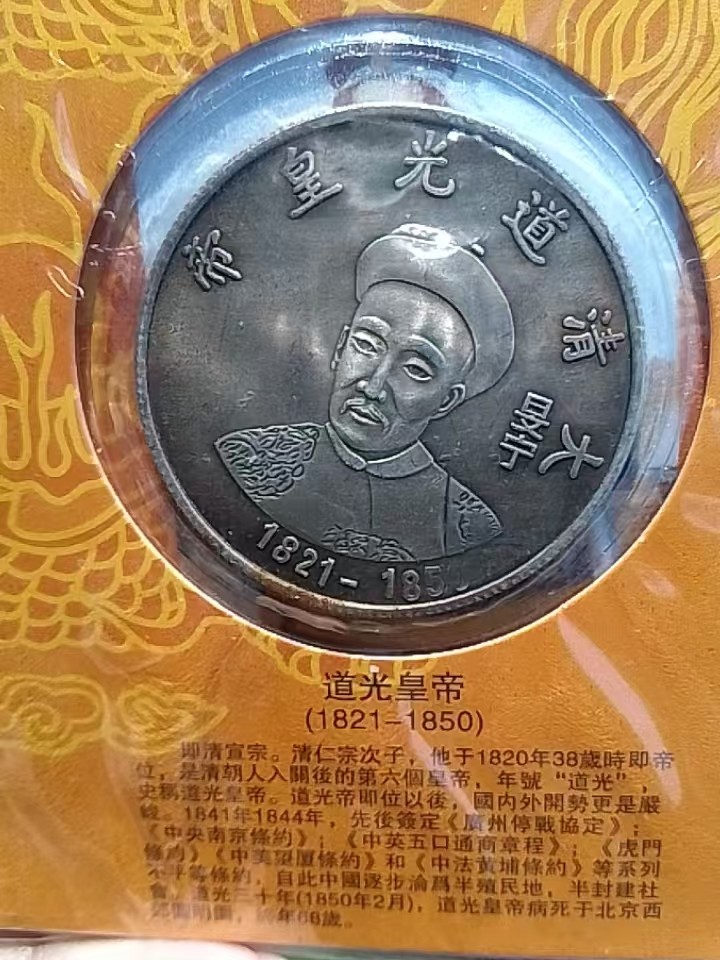 大清
道光皇帝
1821-185
道光皇帝
(1821-1850)
即清宣宗。清仁宗次子，他于1820年38歲時即帝
位，是清朝人入關後的第六個皇帝，年號“道光”，
史稱道光皇帝。道光帝即位以後，國内外開勢更是嚴
峻。1841年1844年，先後簽定《廣州停戰協定》；
《中央南京條約》；《中英五口通商章程》；《虎門
條約》《中美望厦條約》和《中法黄埔條約》等系列
不平等條約，自此中國逐步淪爲半殖民地，半封建社
會，道光三十年(1850年2月)，道光皇帝病死于北京西
年68歲。